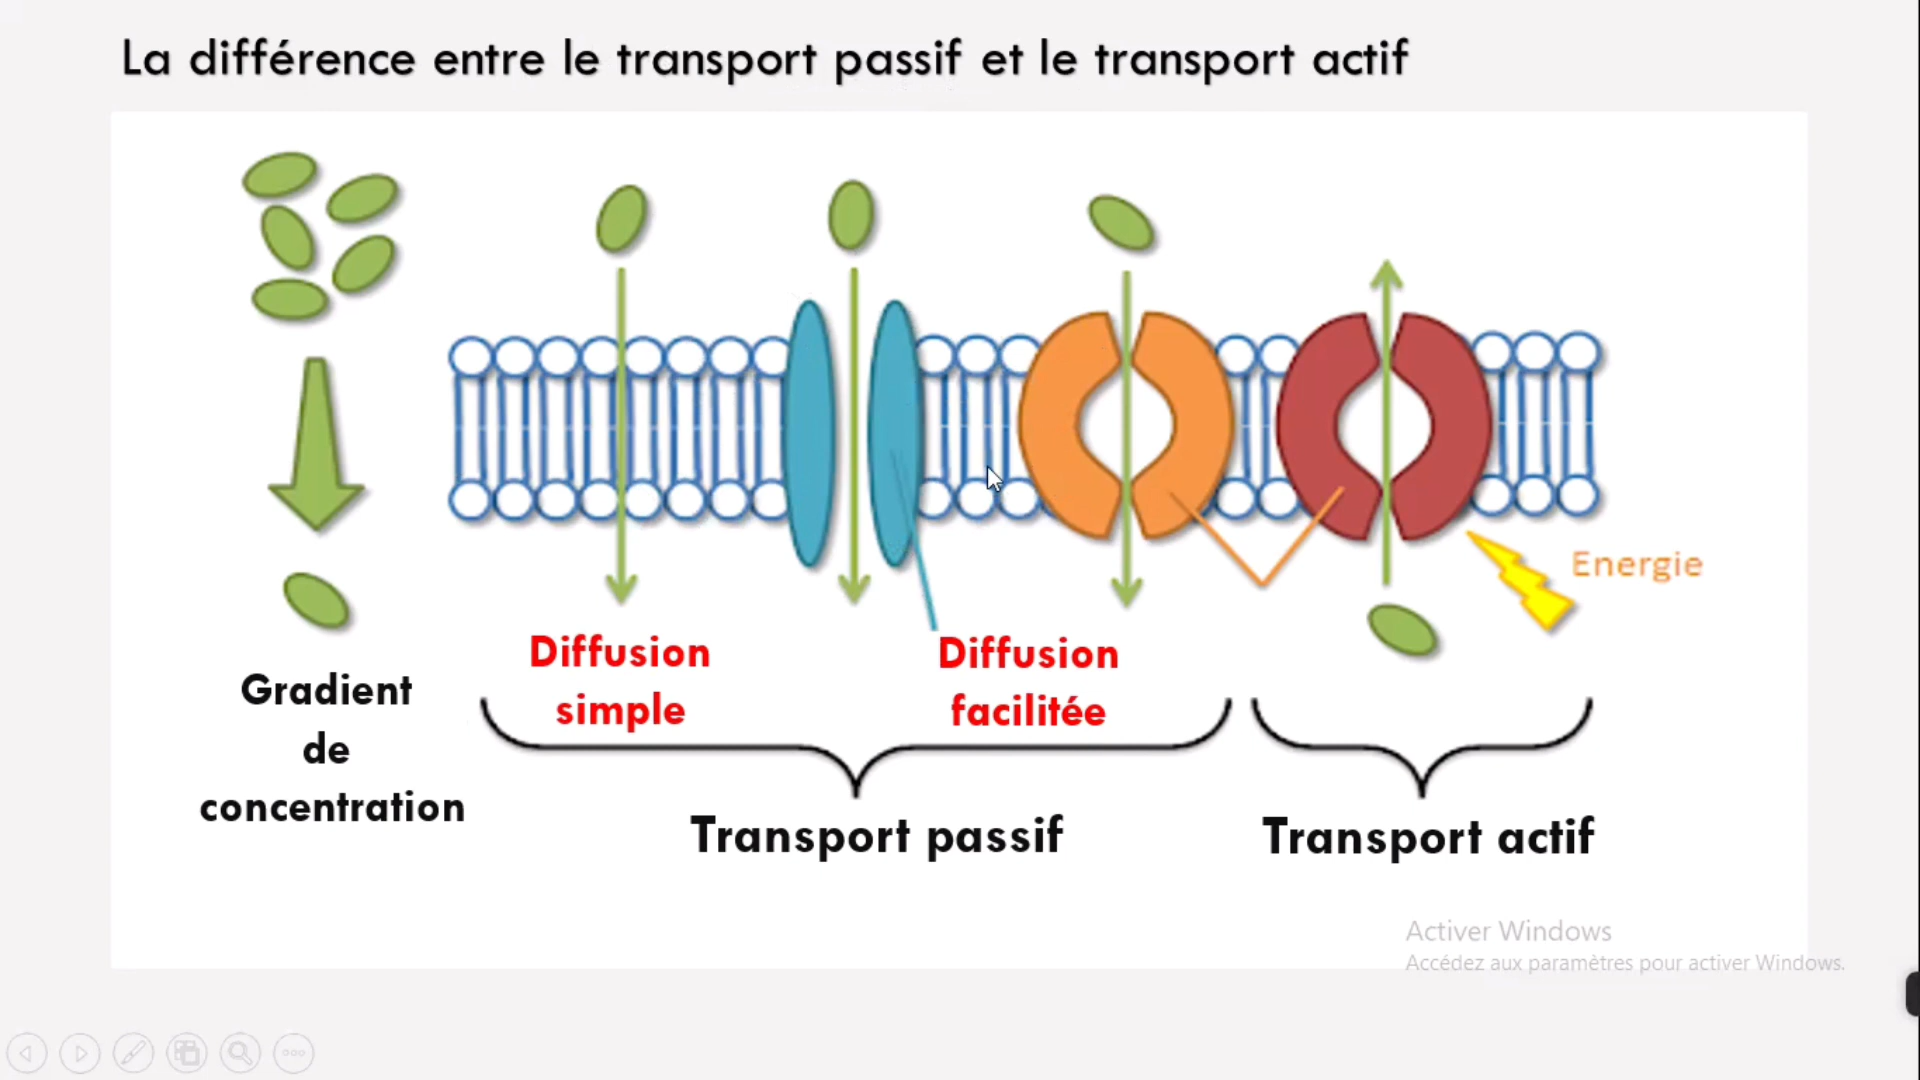 La différence entre le transport passif et le transport actif
Energie
Diffusion
simple
Diffusion
facilitée
Gradient
de
concentration
Transport passif
Transport actif
Activer Windows
Accédez aux paramètres pour activer Windows.